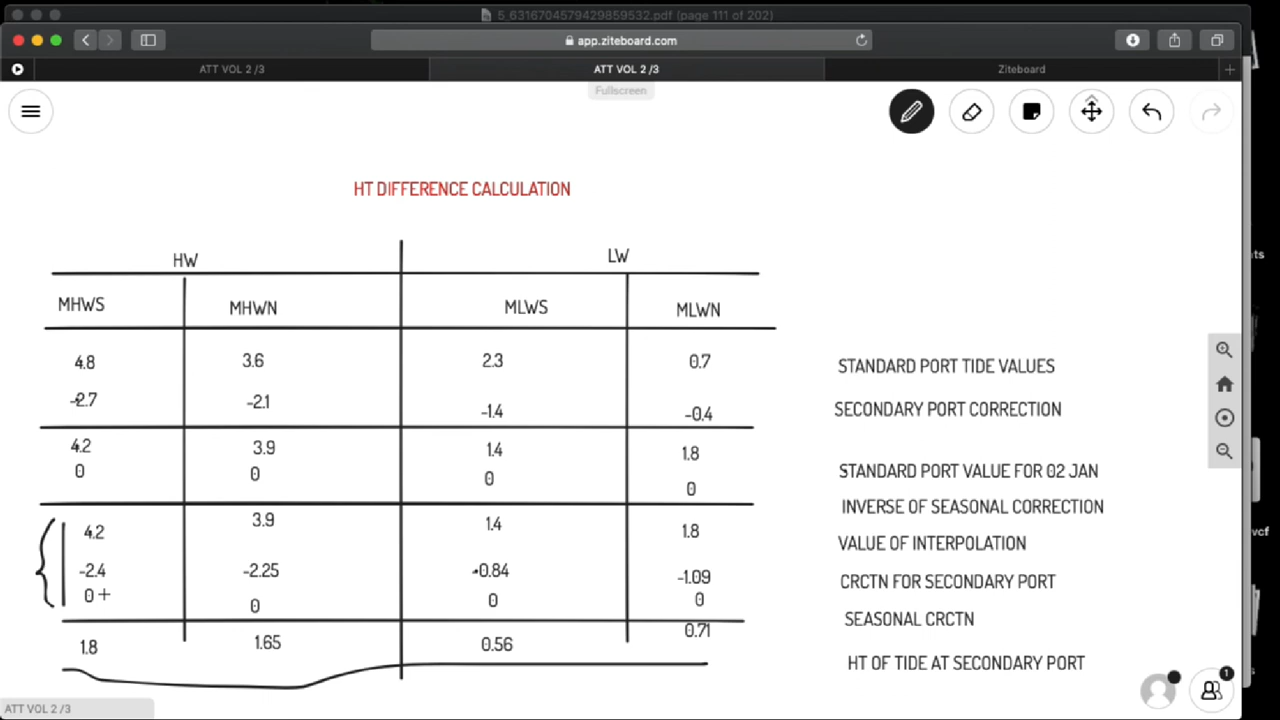 5_6316704579429859532.pdf (page 111 of 202)
app.ziteboard.com
ATT VOL 2 /3 ATT VOL 2 /3 Ziteboard
Fullscreen
HT DIFFERENCE CALCULATION
HW LW
MHWS MHWN MLWS MLWN
4.8 3.6 2.3 0.7 STANDARD PORT TIDE VALUES
-2.7 -2.1 -1.4 -0.4 SECONDARY PORT CORRECTION
4.2 3.9 1.4 1.8 STANDARD PORT VALUE FOR 02 JAN
0 0 0 0 INVERSE OF SEASONAL CORRECTION
4.2 3.9 1.4 1.8 VALUE OF INTERPOLATION
-2.4 -2.25 -0.84 -1.09 CRCTN FOR SECONDARY PORT
0 0 0 0 SEASONAL CRCTN
1.8 1.65 0.56 0.71 HT OF TIDE AT SECONDARY PORT
1
ATT VOL 2 /3
ts
vcf